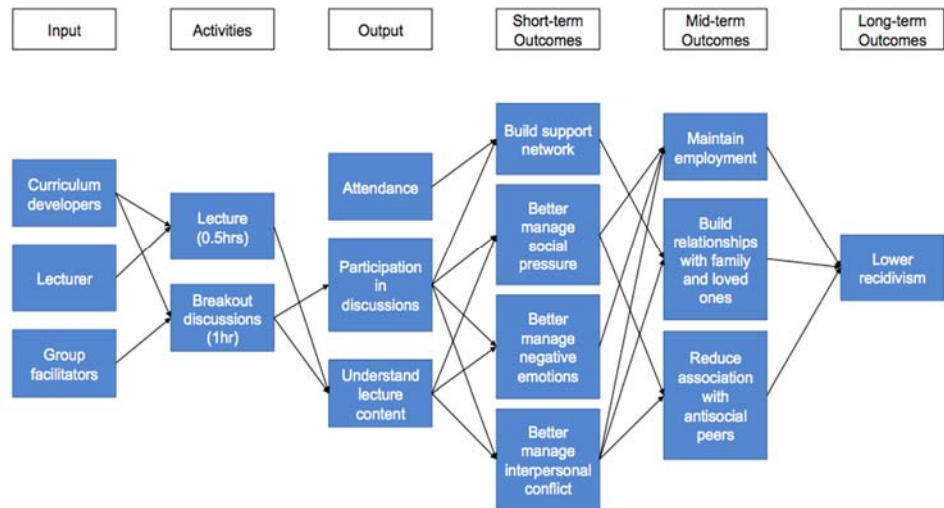 Input
Activities
Output
Short-term
Outcomes
Mid-term
Outcomes
Long-term
Outcomes
Curriculum
developers
Lecturer
Group
facilitators
Lecture
(0.5hrs)
Breakout
discussions
(1hr)
Attendance
Participation
in
discussions
Understand
lecture
content
Build support
network
Better
manage
social
pressure
Better
manage
negative
emotions
Better
manage
interpersonal
conflict
Maintain
employment
Build
relationships
with family
and loved
ones
Reduce
association
with
antisocial
peers
Lower
recidivism